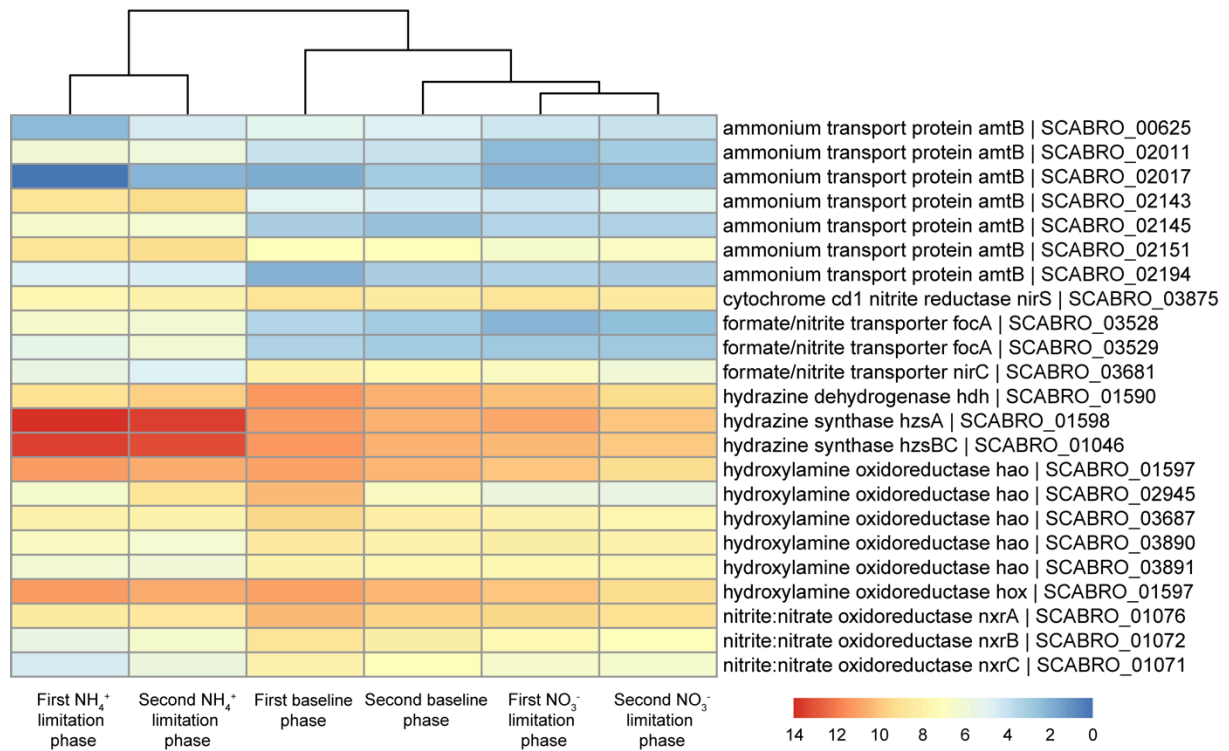 ammonium transport protein amtB | SCABRO_00625
ammonium transport protein amtB | SCABRO_02011
ammonium transport protein amtB | SCABRO_02017
ammonium transport protein amtB | SCABRO_02143
ammonium transport protein amtB | SCABRO_02145
ammonium transport protein amtB | SCABRO_02151
ammonium transport protein amtB | SCABRO_02194
cytochrome cd1 nitrite reductase nirS | SCABRO_03875
formate/nitrite transporter focA | SCABRO_03528
formate/nitrite transporter focA | SCABRO_03529
formate/nitrite transporter nirC | SCABRO_03681
hydrazine dehydrogenase hdh | SCABRO_01590
hydrazine synthase hzsA | SCABRO_01598
hydrazine synthase hzsBC | SCABRO_01046
hydroxylamine oxidoreductase hao | SCABRO_01597
hydroxylamine oxidoreductase hao | SCABRO_02945
hydroxylamine oxidoreductase hao | SCABRO_03687
hydroxylamine oxidoreductase hao | SCABRO_03890
hydroxylamine oxidoreductase hao | SCABRO_03891
hydroxylamine oxidoreductase hox | SCABRO_01597
nitrite:nitrate oxidoreductase nxrA | SCABRO_01076
nitrite:nitrate oxidoreductase nxrB | SCABRO_01072
nitrite:nitrate oxidoreductase nxrC | SCABRO_01071
First NH₄⁺
limitation
phase
Second NH₄⁺
limitation
phase
First baseline
phase
Second baseline
phase
First NO₃⁻
limitation
phase
Second NO₃⁻
limitation
phase
14 12 10 8 6 4 2 0